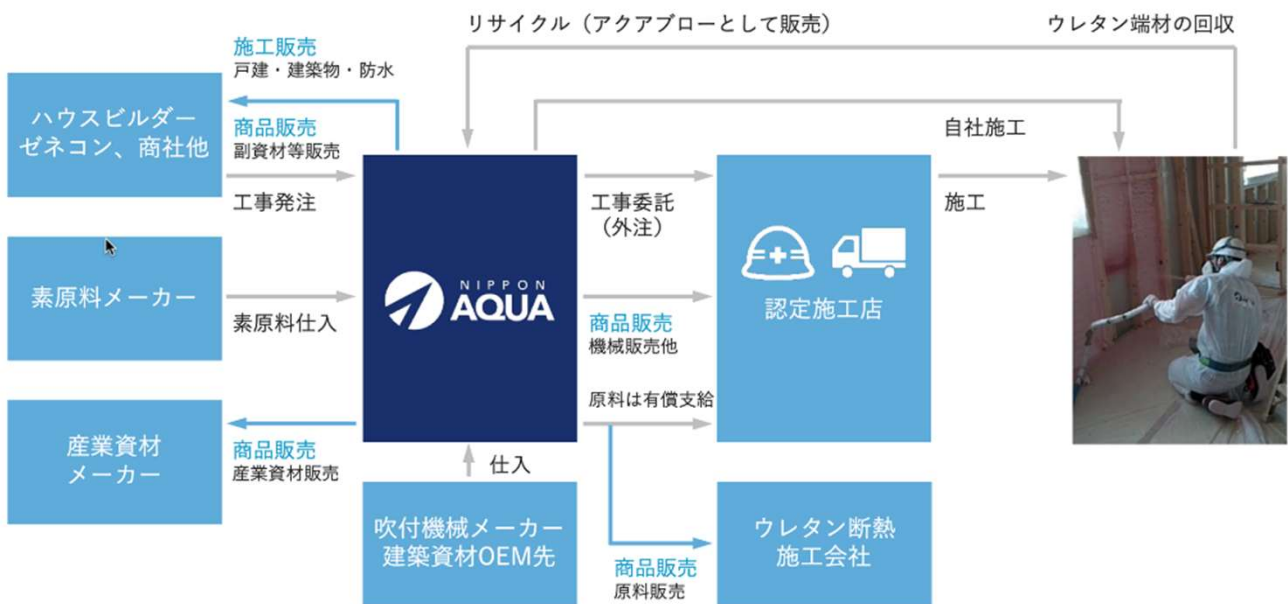 リサイクル（アクアブローとして販売）
ウレタン端材の回収
施工販売
戸建・建築物・防水
ハウスビルダー
ゼネコン、商社他
商品販売
副資材等販売
工事発注
自社施工
工事委託
（外注）
施工
素原料メーカー
素原料仕入
NIPPON
AQUA
商品販売
機械販売他
認定施工店
原料は有償支給
産業資材
メーカー
商品販売
産業資材販売
仕入
吹付機械メーカー
建築資材OEM先
商品販売
原料販売
ウレタン断熱
施工会社